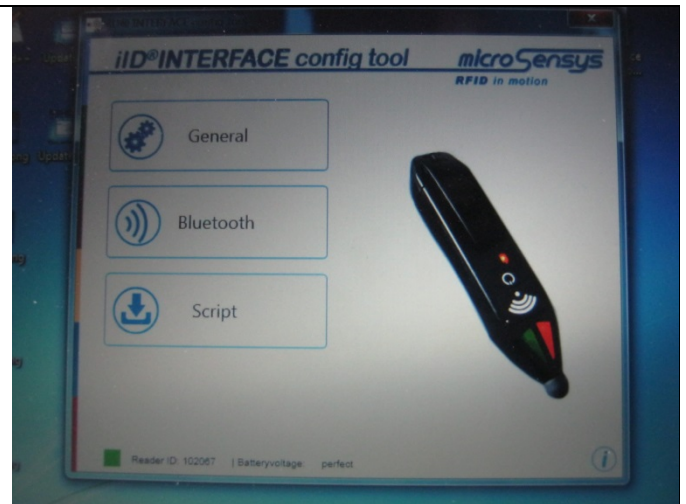 iID®INTERFACE config tool
microSensys
RFID in motion
General
Bluetooth
Script
Reader ID: 102067 | Batteryvoltage: perfect